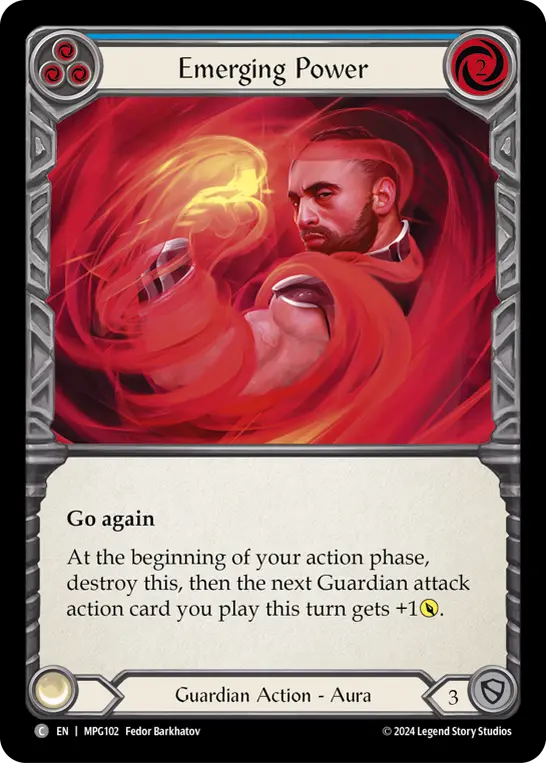 Emerging Power
2
Go again
At the beginning of your action phase,
destroy this, then the next Guardian attack
action card you play this turn gets +1.
Guardian Action - Aura
3
C EN | MPG102 Fedor Barkhatov
© 2024 Legend Story Studios